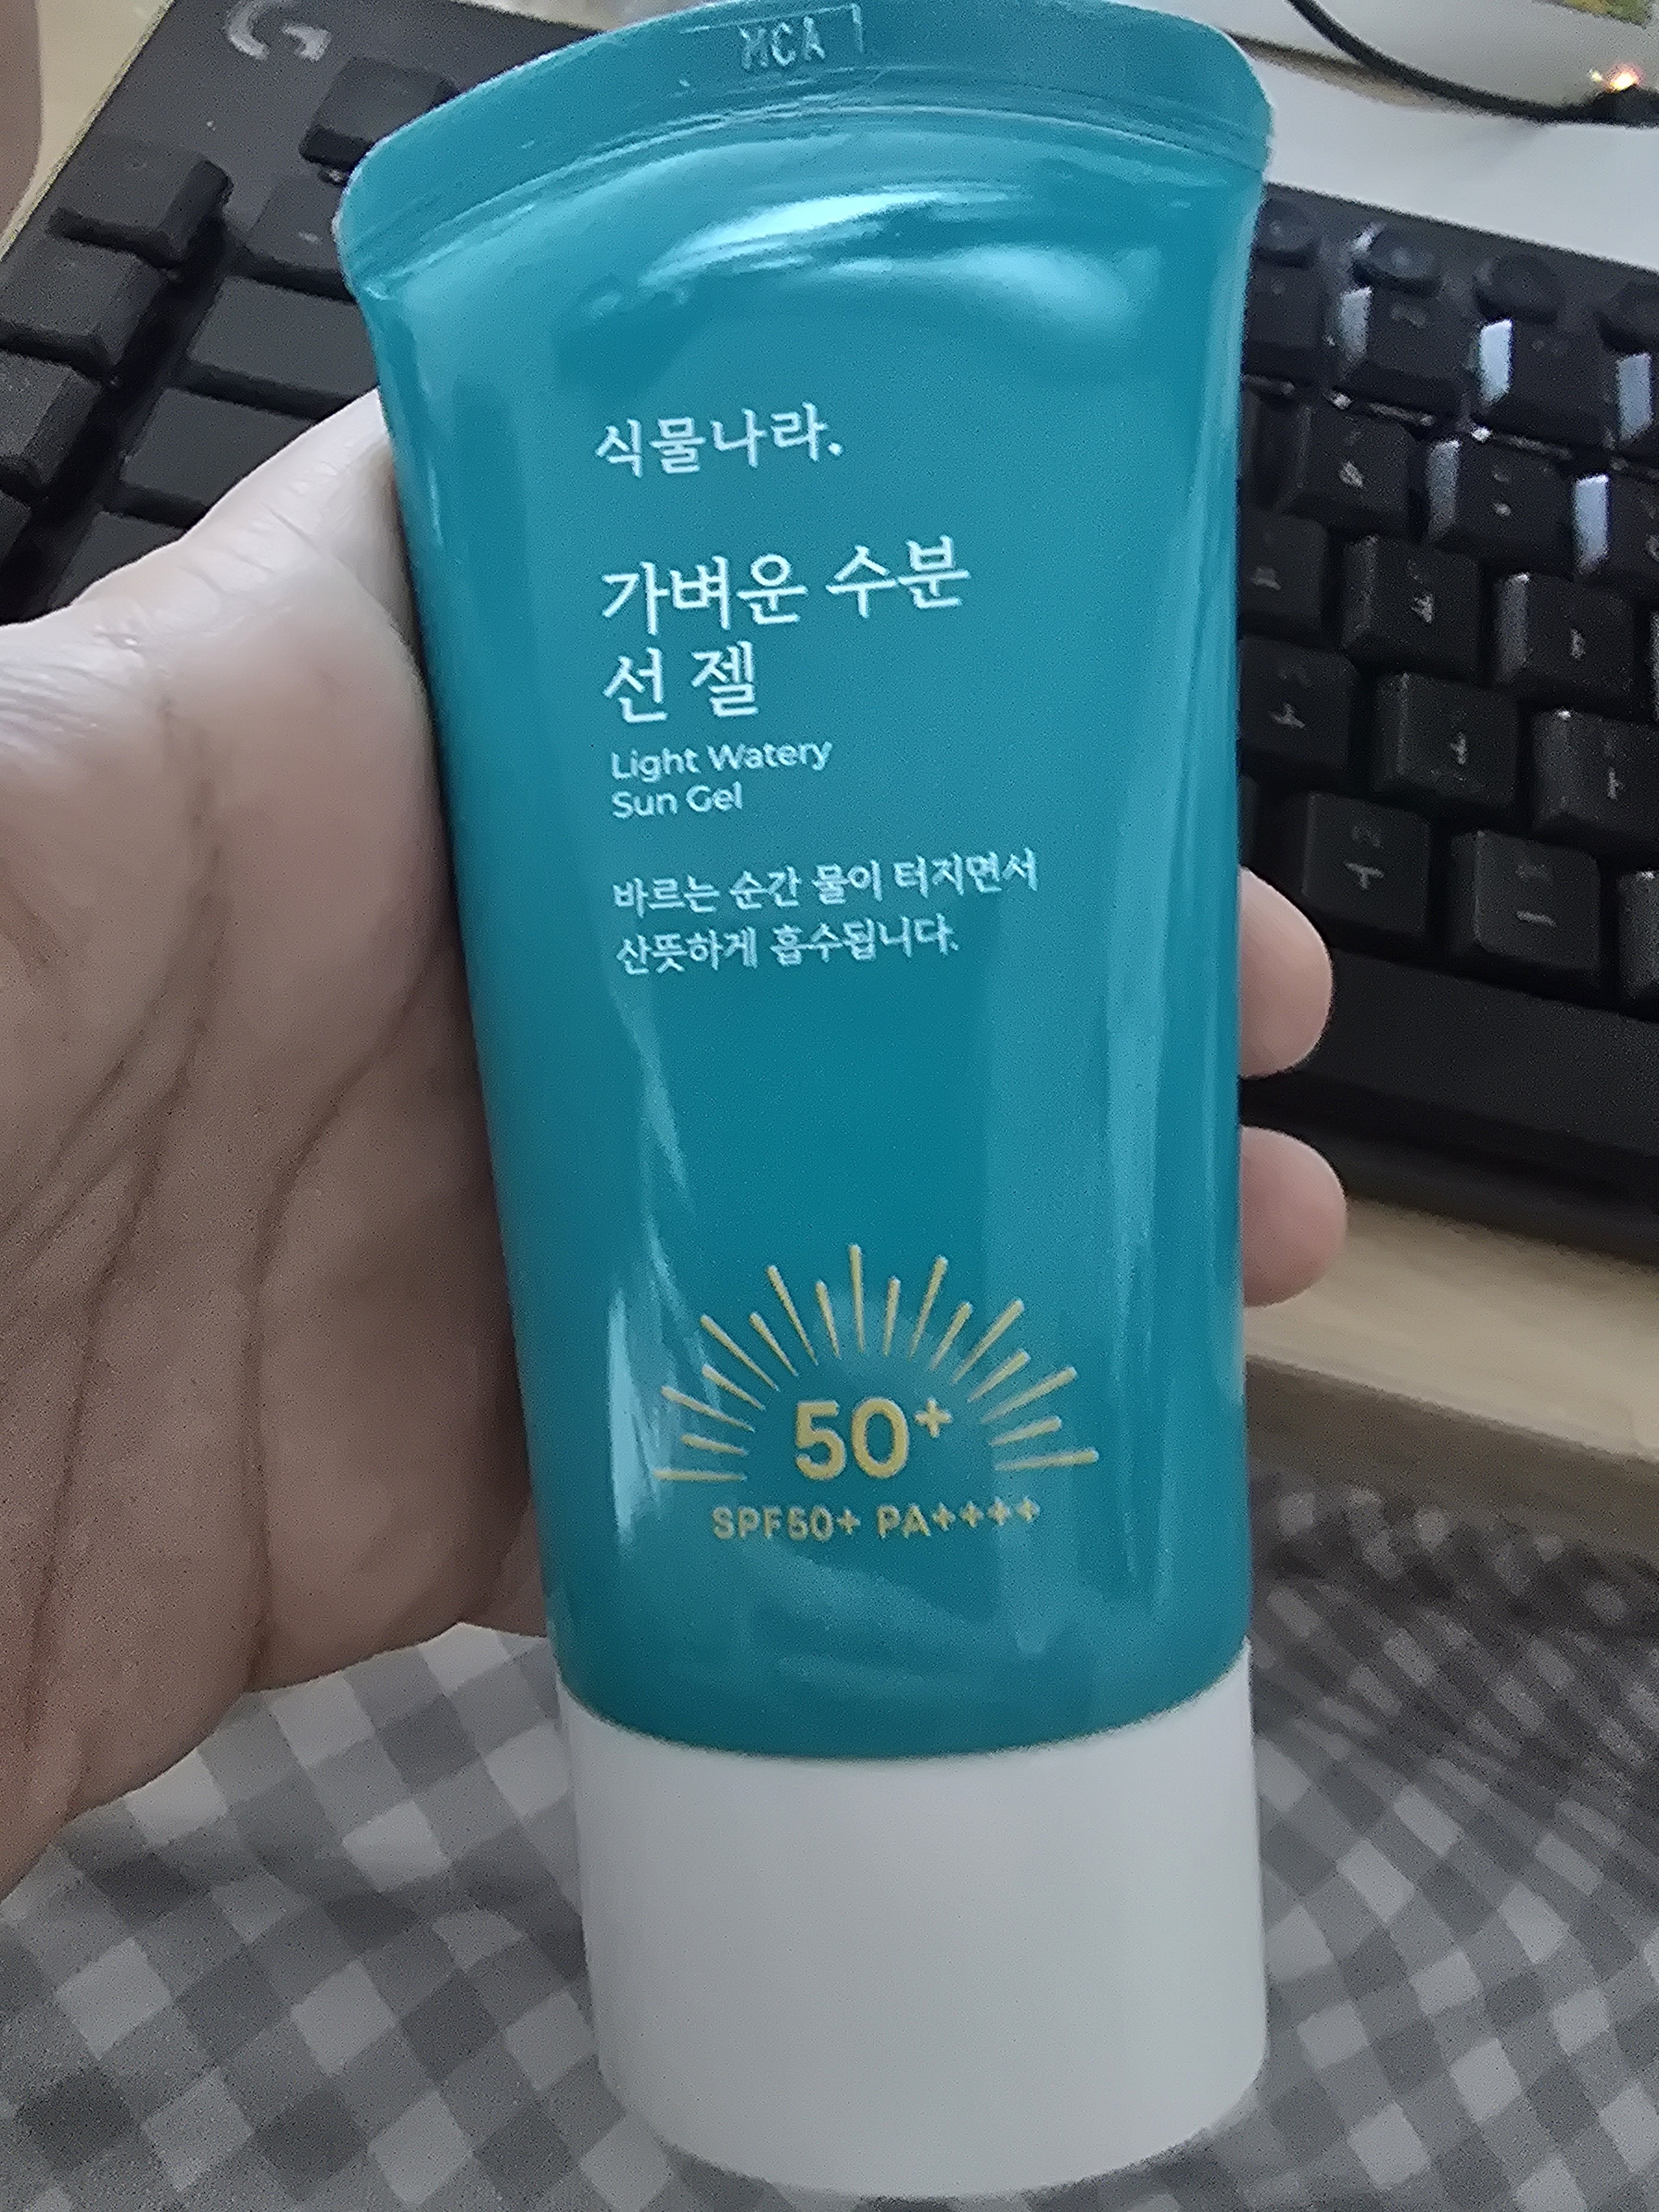 MCA
식물나라.
가벼운 수분
선 젤
Light Watery
Sun Gel
바르는 순간 물이 터지면서
산뜻하게 흡수됩니다.
50+
SPF50+ PA++++